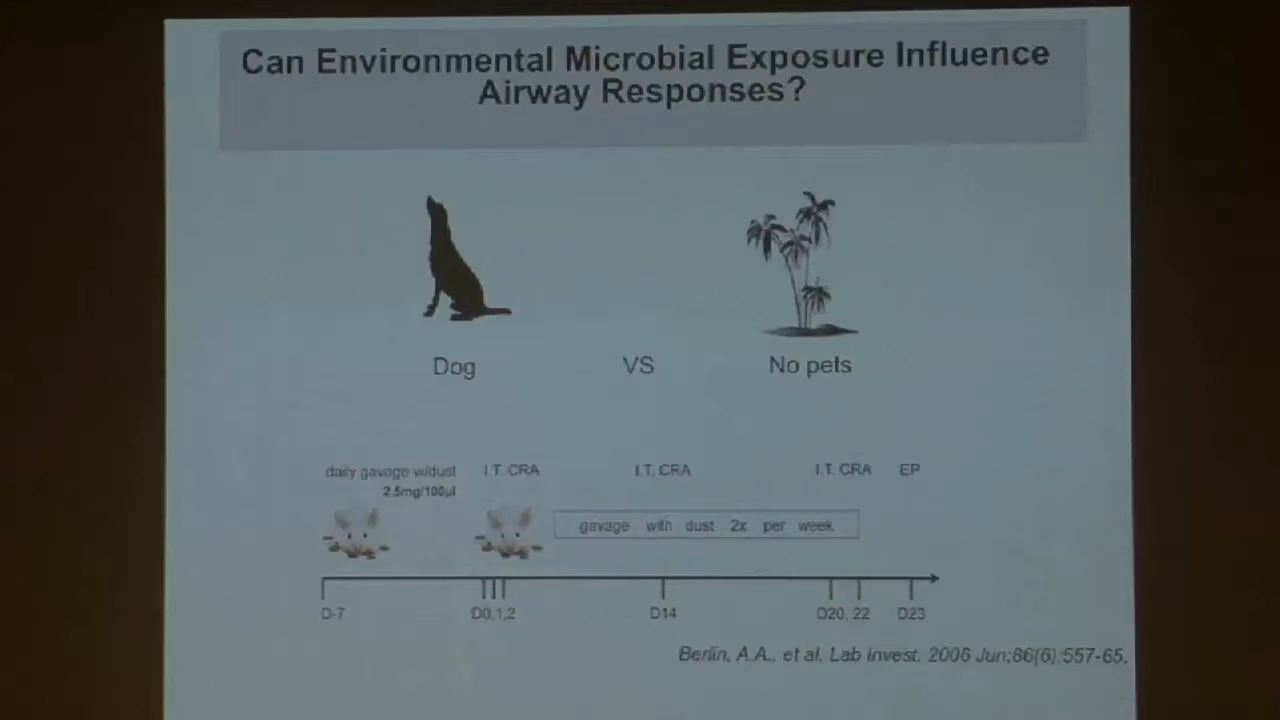 Can Environmental Microbial Exposure Influence
Airway Responses?
Dog
VS
No pets
daily gavage w/dust
2.5mg/100µl
I.T. CRA
I.T. CRA
I.T. CRA
EP
gavage with dust 2x per week
D-7
D0,1,2
D14
D20, 22
D23
Berlin, A.A., et al, Lab Invest. 2006 Jun;86(6):557-65.